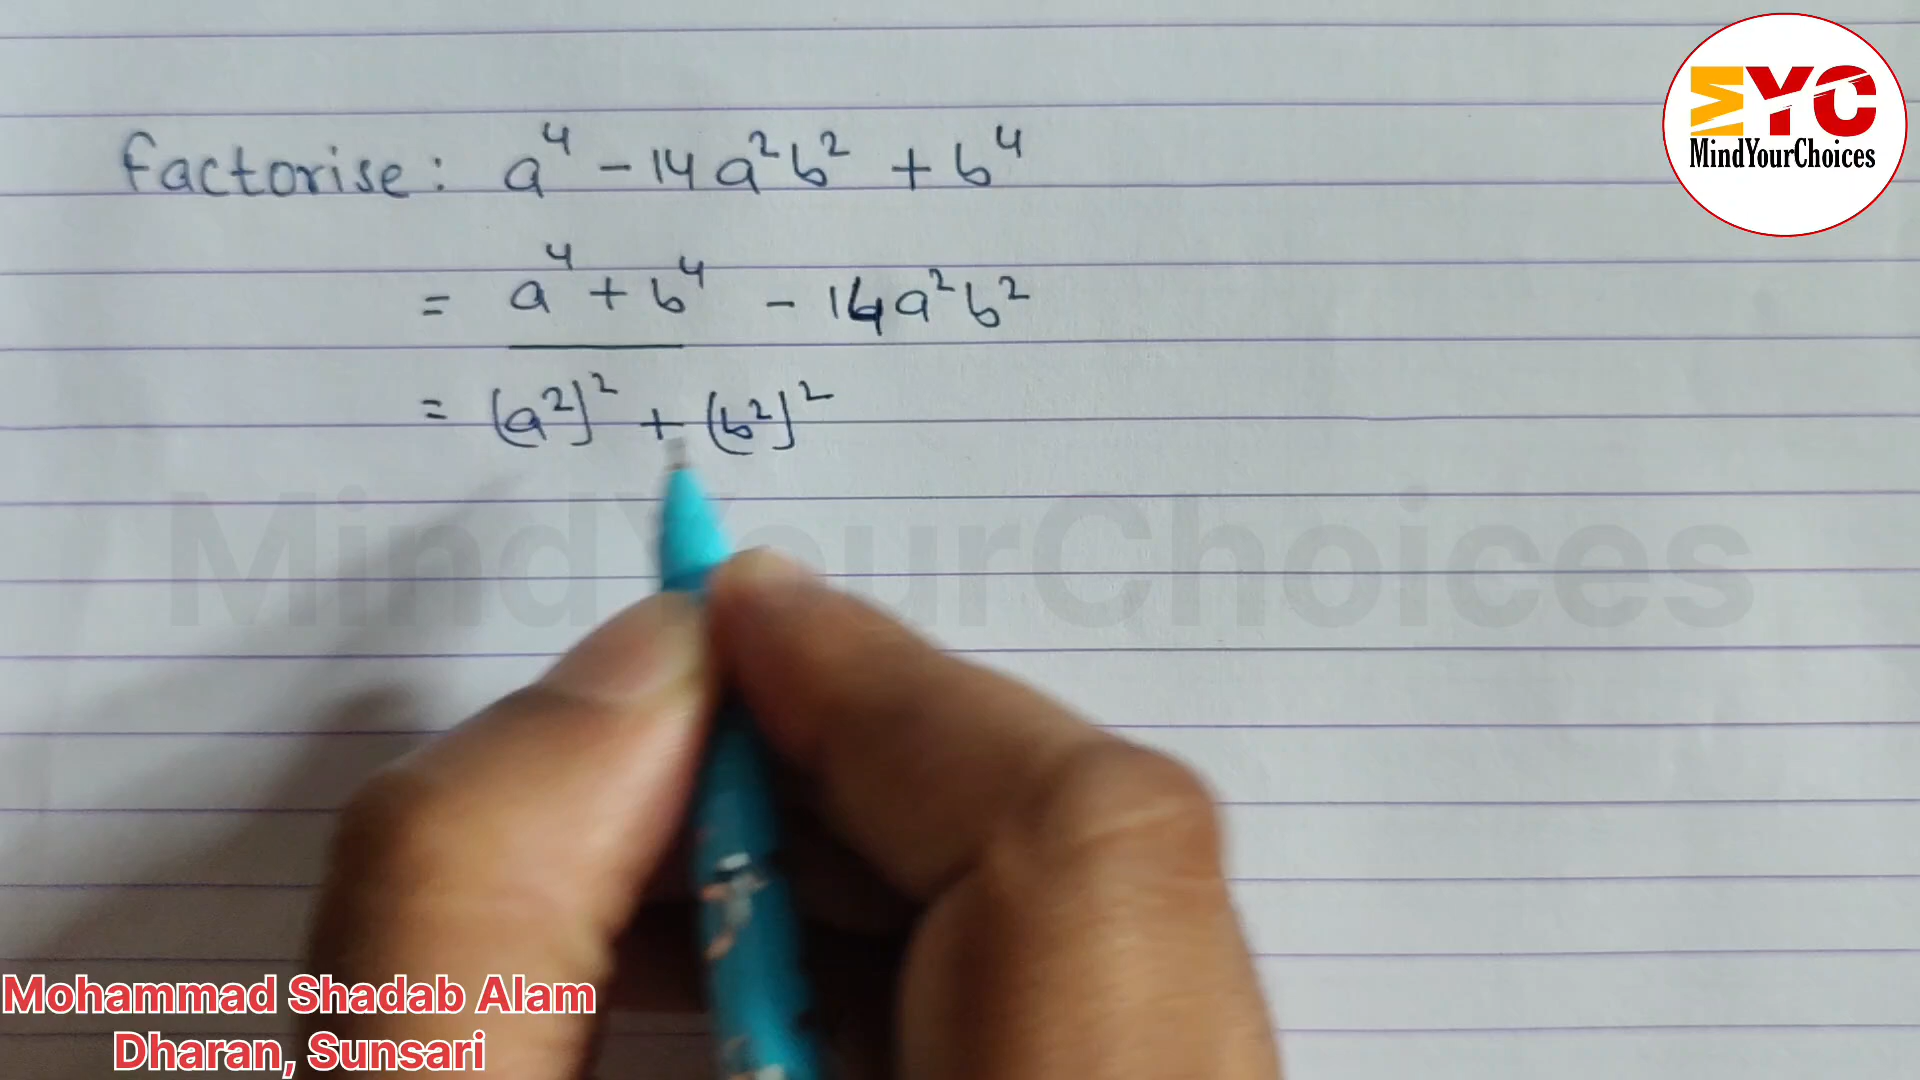 MYC
MindYourChoices
Factorise: a⁴ - 14a²b² + b⁴
= a⁴ + b⁴ - 14a²b²
= (a²)² + (b²)²
MindYourChoices
Mohammad Shadab Alam
Dharan, Sunsari